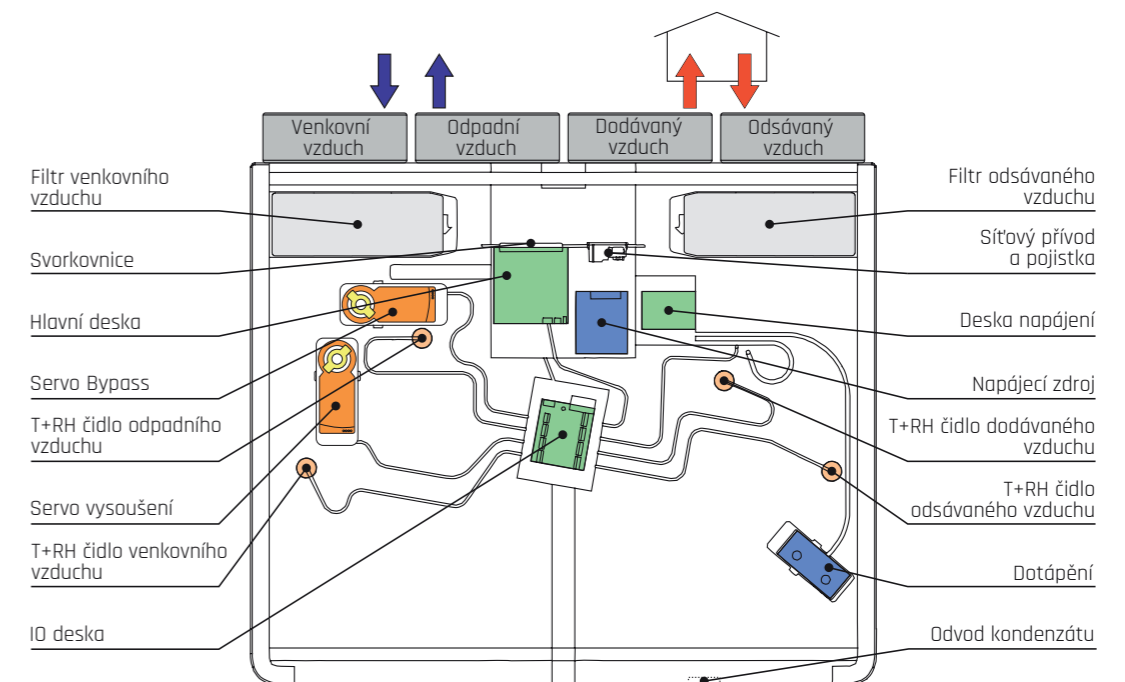 Venkovní
vzduch
Odpadní
vzduch
Dodávaný
vzduch
Odsávaný
vzduch
Filtr venkovního
vzduchu
Svorkovnice
Hlavní deska
Servo Bypass
T+RH čidlo odpadního
vzduchu
Servo vysoušení
T+RH čidlo venkovního
vzduchu
IO deska
Filtr odsávaného
vzduchu
Síťový přívod
a pojistka
Deska napájení
Napájecí zdroj
T+RH čidlo dodávaného
vzduchu
T+RH čidlo
odsávaného vzduchu
Dotápění
Odvod kondenzátu